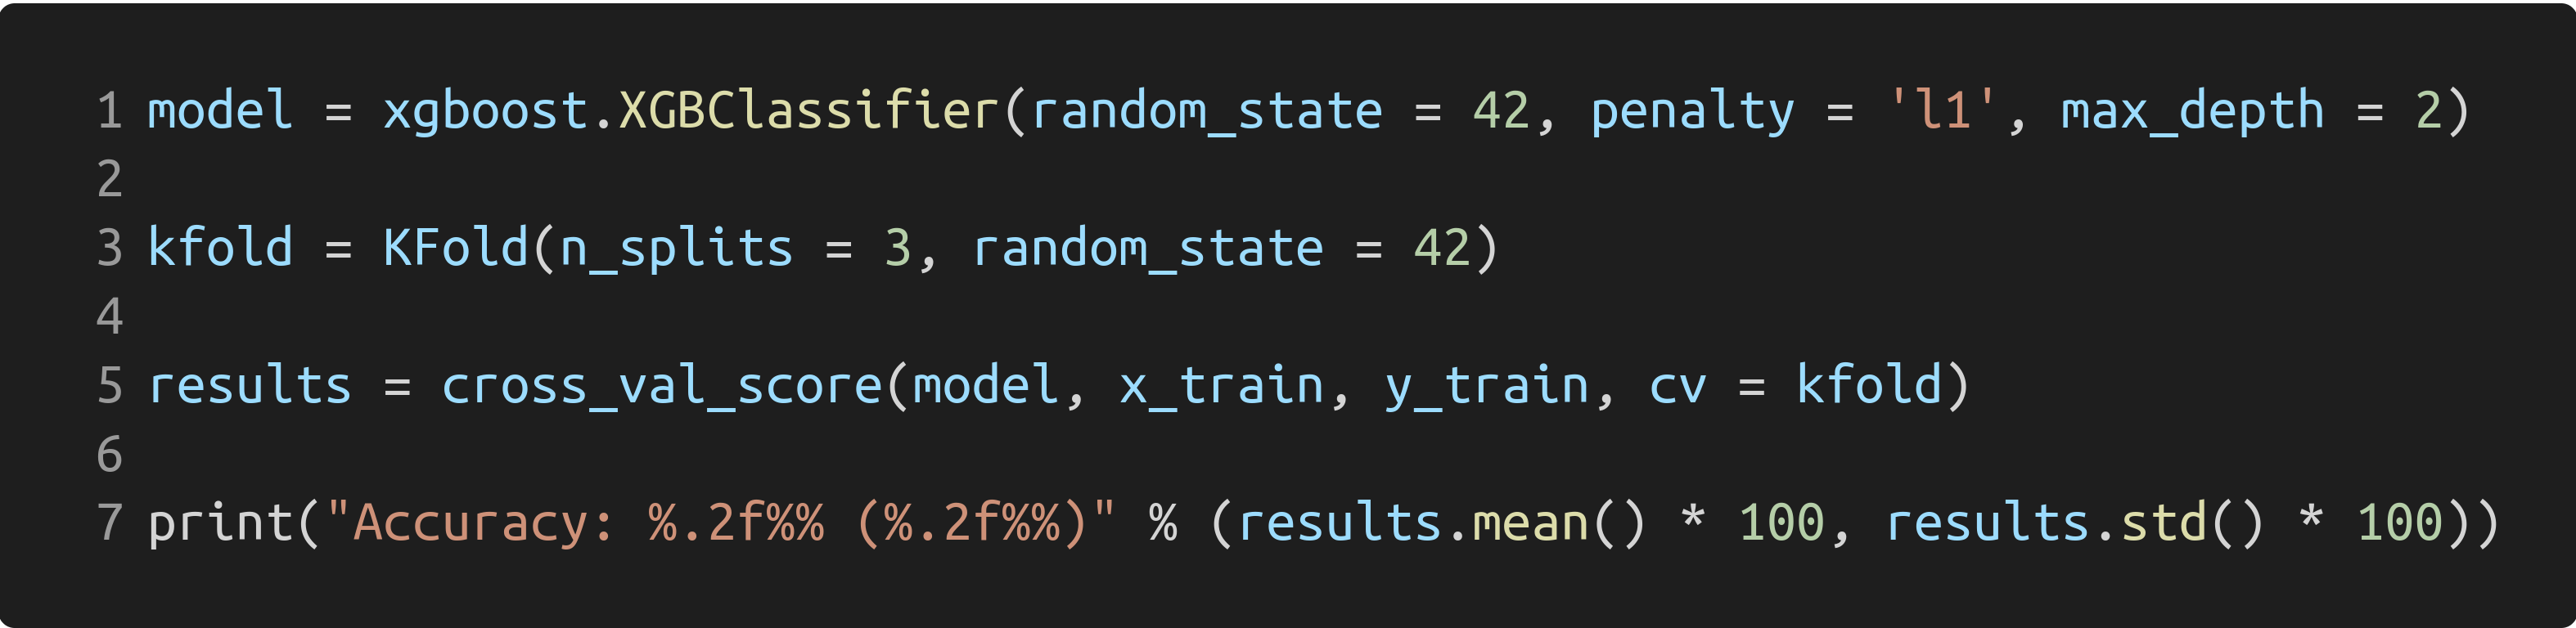 1 model = xgboost.XGBClassifier(random_state = 42, penalty = 'l1', max_depth = 2)
2
3 kfold = KFold(n_splits = 3, random_state = 42)
4
5 results = cross_val_score(model, x_train, y_train, cv = kfold)
6
7 print("Accuracy: %.2f%% (%.2f%%)" % (results.mean() * 100, results.std() * 100))